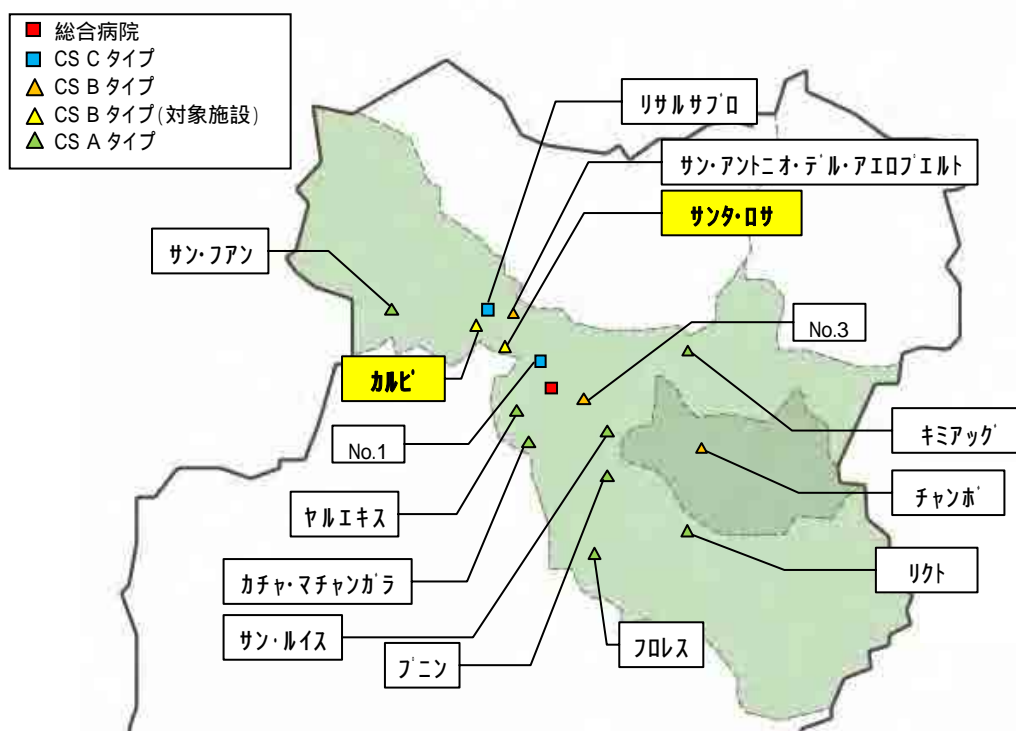 総合病院
CS C タイプ
CS B タイプ
CS B タイプ(対象施設)
CS A タイプ
リサルサブロ
サン・アントニオ・デル・アエロプエルト
サンタ・ロサ
サン・フアン
No.3
カルピ
No.1
キミアッグ
チャンボ
ヤルエキス
カチャ・マチャンガラ
リクト
サン・ルイス
プニン
フロレス